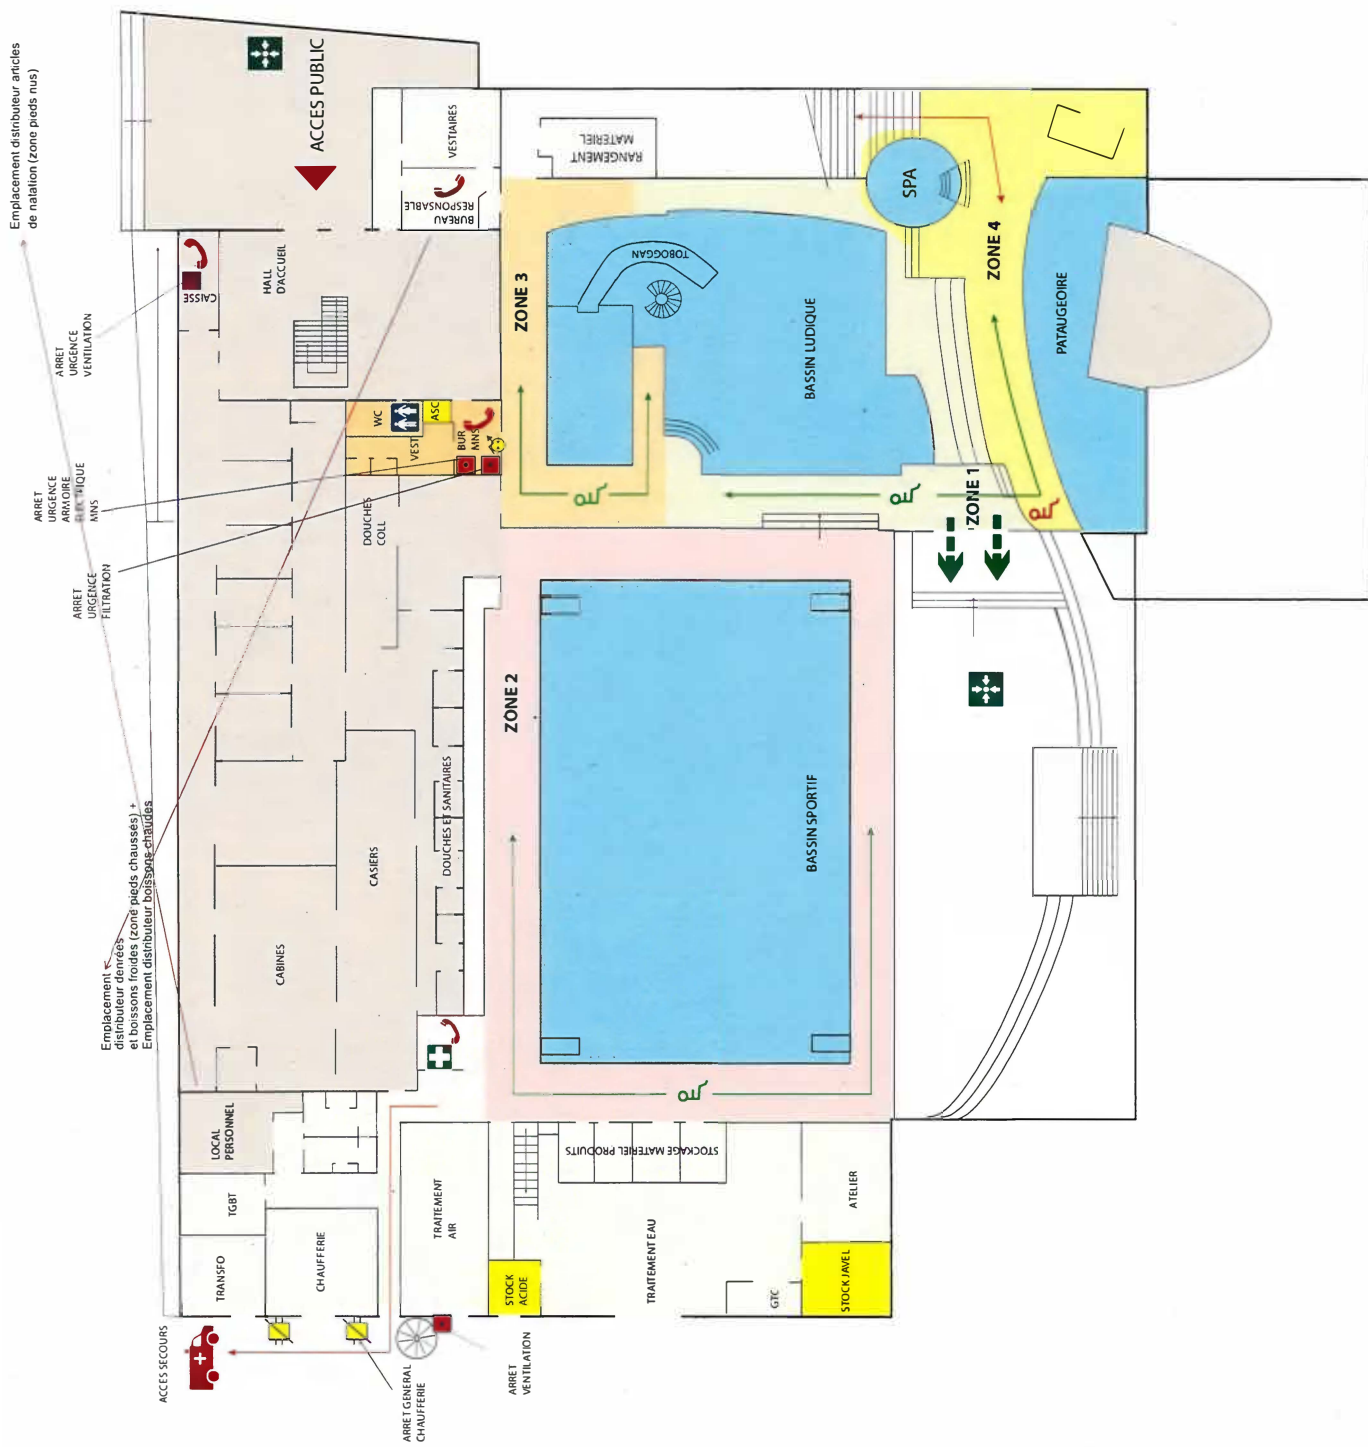 Emplacement distributeur articles
de natation (zone pieds nus)
ACCES PUBLIC
VESTIAIRES
BUREAU
RESPONSABLE
RANGEMENT
MATERIEL
CAISSE
HALL
D'ACCUEIL
ARRET
URGENCE
VENTILATION
ARRET
URGENCE
ARMOIRE
ELECTRIQUE
MNS
ARRET
URGENCE
FILTRATION
WC
ASC
VEST
BUR
MNS
DOUCHES
COLL
ZONE 3
TOBOGGAN
BASSIN LUDIQUE
SPA
ZONE 4
PATAUGEOIRE
ZONE 1
ZONE 2
BASSIN SPORTIF
DOUCHES ET SANITAIRES
CASIERS
CABINES
Emplacement
distributeur denrées
et boissons froides (zone pieds chaussés) +
Emplacement distributeur boissons chaudes
LOCAL
PERSONNEL
TGBT
TRANSFO
CHAUFFERIE
TRAITEMENT
AIR
STOCK
ACIDE
STOCKAGE MATERIEL PRODUITS
TRAITEMENT EAU
GTC
ATELIER
STOCK JAVEL
ACCES SECOURS
ARRET GENERAL
CHAUFFERIE
ARRET
VENTILATION